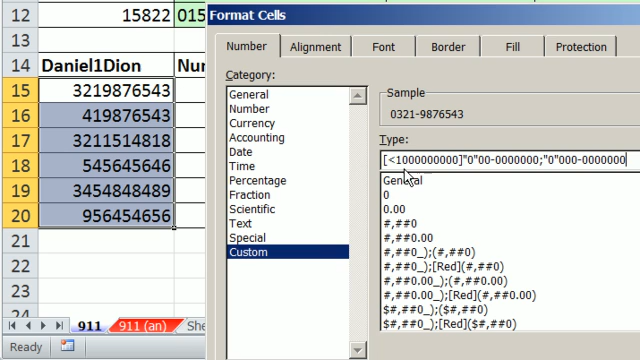 12 15822 015
13
14 Daniel1Dion Nun
15 3219876543
16 419876543
17 3211514818
18 545645646
19 3454848489
20 956454656
21
22
23
24
911 911 (an) She
Ready
Format Cells
Number Alignment Font Border Fill Protection
Category:
General
Number
Currency
Accounting
Date
Time
Percentage
Fraction
Scientific
Text
Special
Custom
Sample
0321-9876543
Type:
[<1000000000]"0"00-0000000;"0"000-0000000
General
0
0.00
#,##0
#,##0.00
#,##0_);(#,##0)
#,##0_);[Red](#,##0)
#,##0.00_);(#,##0.00)
#,##0.00_);[Red](#,##0.00)
$#,##0_);($#,##0)
$#,##0_);[Red]($#,##0)